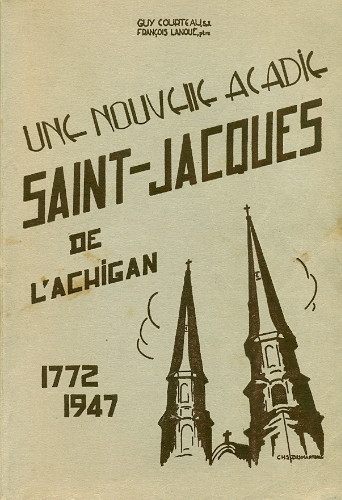 GUY COURTEAU, s.j.
FRANÇOIS LANOUE, ptre
UNE NOUVELLE ACADIE
SAINT-JACQUES
DE
L'ACHIGAN
1772
1947